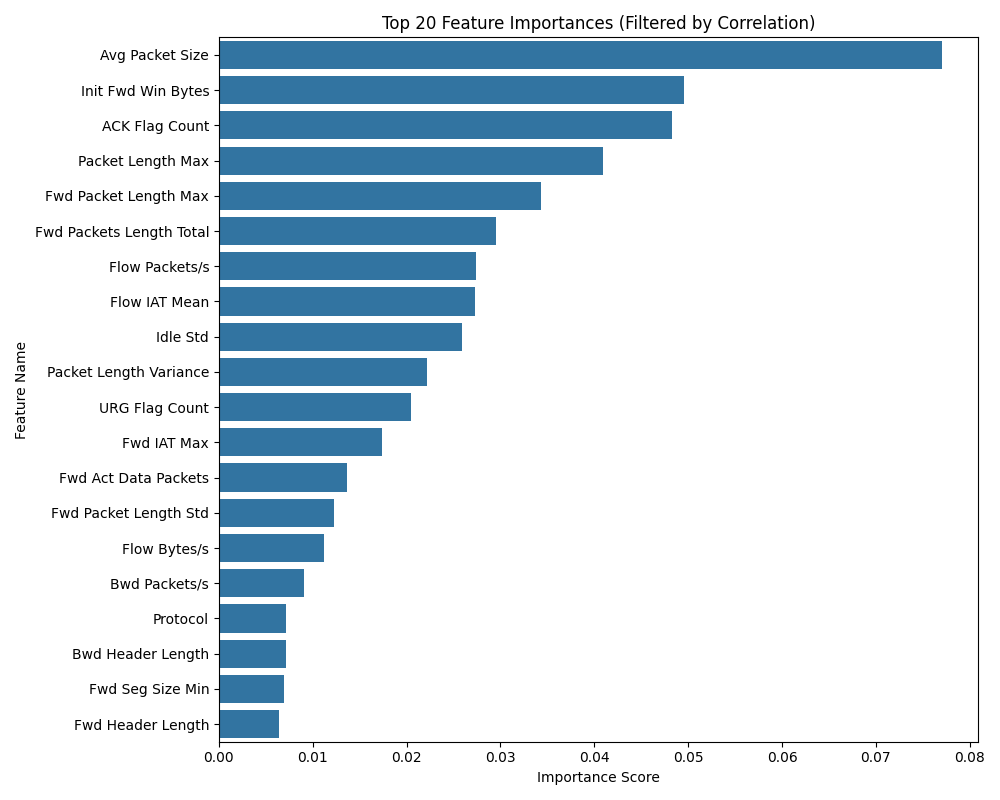 Top 20 Feature Importances (Filtered by Correlation)
Feature Name
Avg Packet Size
Init Fwd Win Bytes
ACK Flag Count
Packet Length Max
Fwd Packet Length Max
Fwd Packets Length Total
Flow Packets/s
Flow IAT Mean
Idle Std
Packet Length Variance
URG Flag Count
Fwd IAT Max
Fwd Act Data Packets
Fwd Packet Length Std
Flow Bytes/s
Bwd Packets/s
Protocol
Bwd Header Length
Fwd Seg Size Min
Fwd Header Length
0.00 0.01 0.02 0.03 0.04 0.05 0.06 0.07 0.08
Importance Score